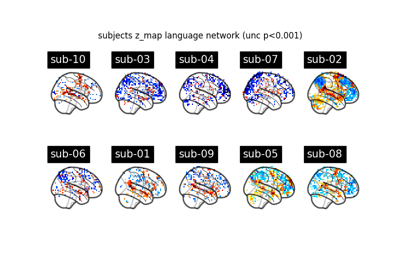 subjects z_map language network (unc p<0.001)
sub-10 sub-03 sub-04 sub-07 sub-02
sub-06 sub-01 sub-09 sub-05 sub-08